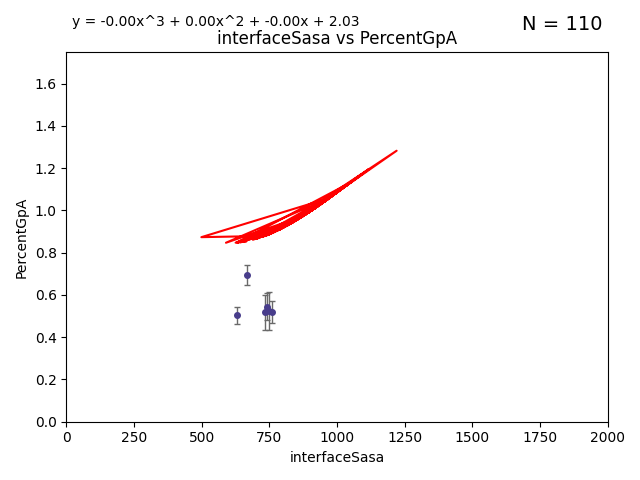 y = -0.00x^3 + 0.00x^2 + -0.00x + 2.03
N = 110
interfaceSasa vs PercentGpA
PercentGpA
1.6
1.4
1.2
1.0
0.8
0.6
0.4
0.2
0.0
0 250 500 750 1000 1250 1500 1750 2000
interfaceSasa